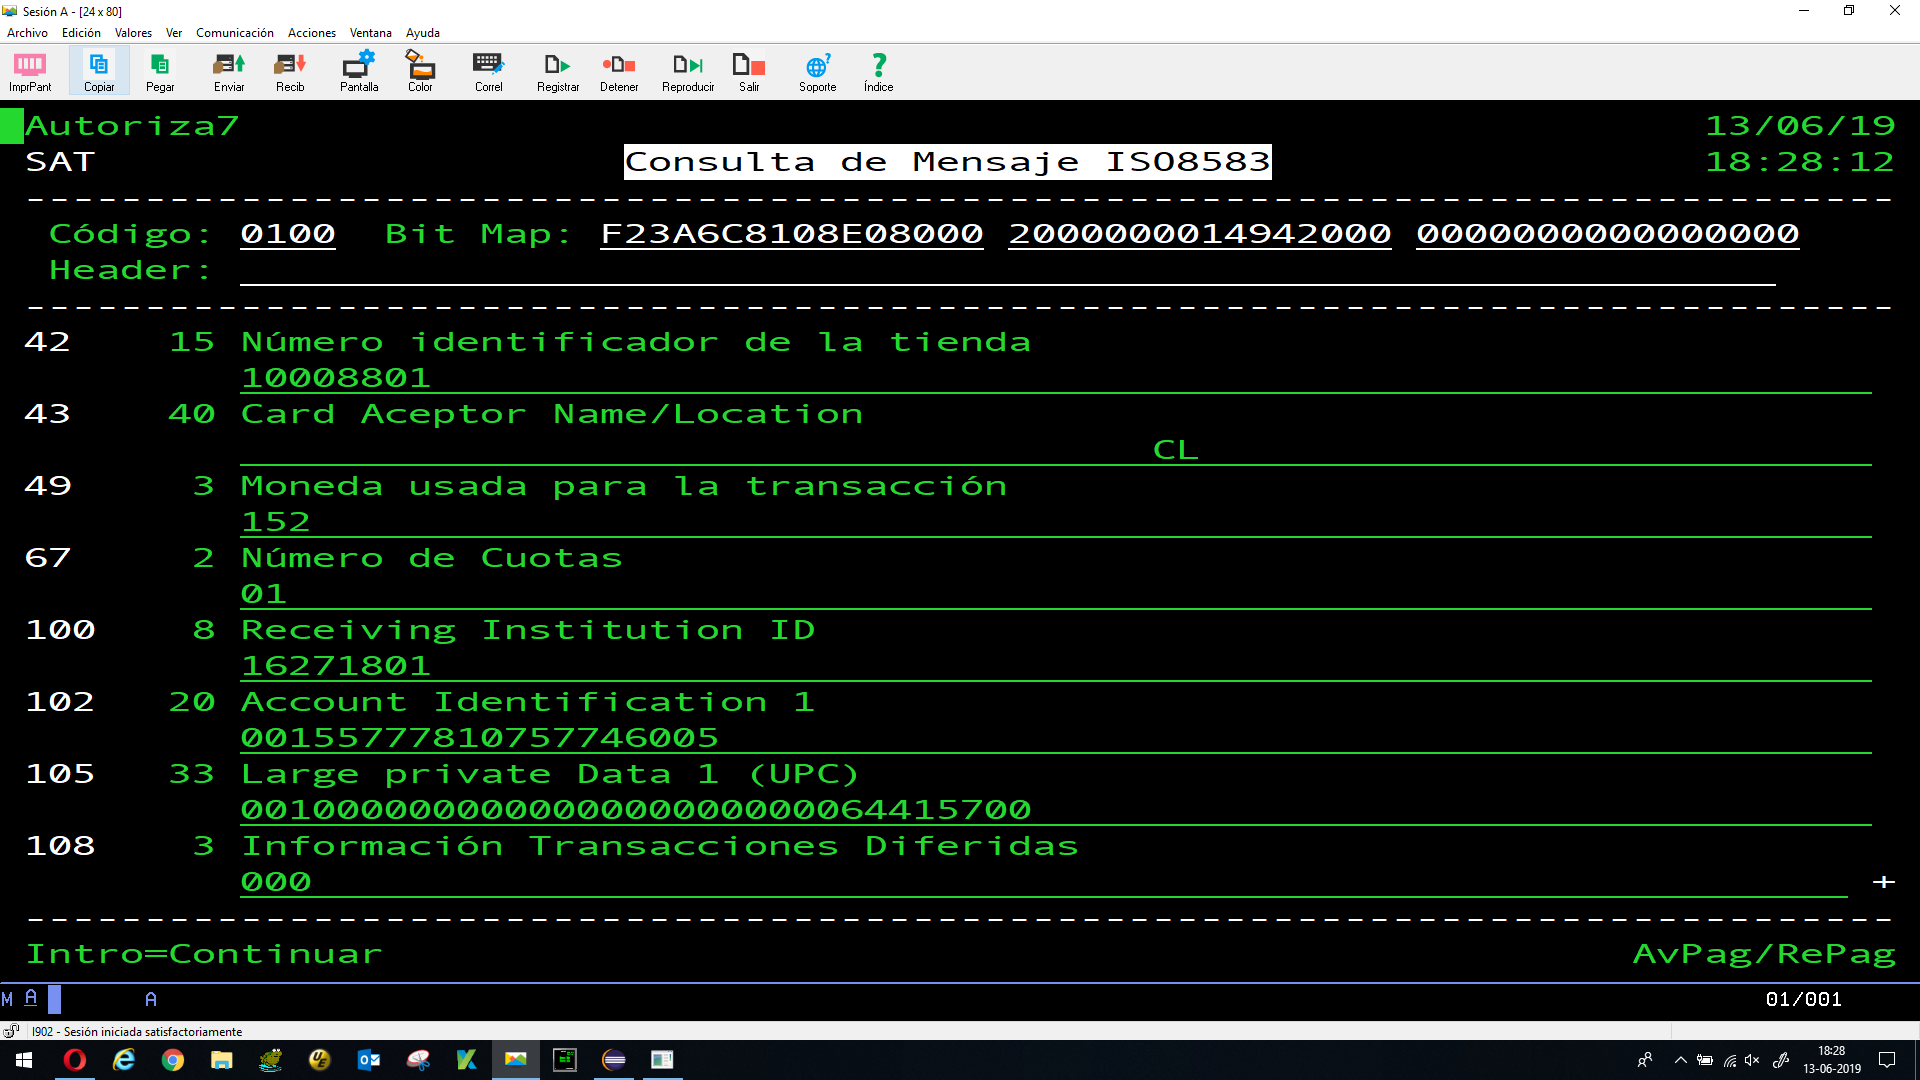 Sesión A - [24 x 80]
Archivo Edición Valores Ver Comunicación Acciones Ventana Ayuda
ImprPant Copiar Pegar Enviar Recib Pantalla Color Correl Registrar Detener Reproducir Salir Soporte Índice
Autoriza7 13/06/19
SAT Consulta de Mensaje ISO8583 18:28:12
Código: 0100 Bit Map: F23A6C8108E08000 2000000014942000 0000000000000000
Header:
42 15 Número identificador de la tienda
10008801
43 40 Card Aceptor Name/Location
CL
49 3 Moneda usada para la transacción
152
67 2 Número de Cuotas
01
100 8 Receiving Institution ID
16271801
102 20 Account Identification 1
00155777810757746005
105 33 Large private Data 1 (UPC)
001000000000000000000000064415700
108 3 Información Transacciones Diferidas
000 +
Intro=Continuar AvPag/RePag
M A A 01/001
I902 - Sesión iniciada satisfactoriamente
18:28
13-06-2019